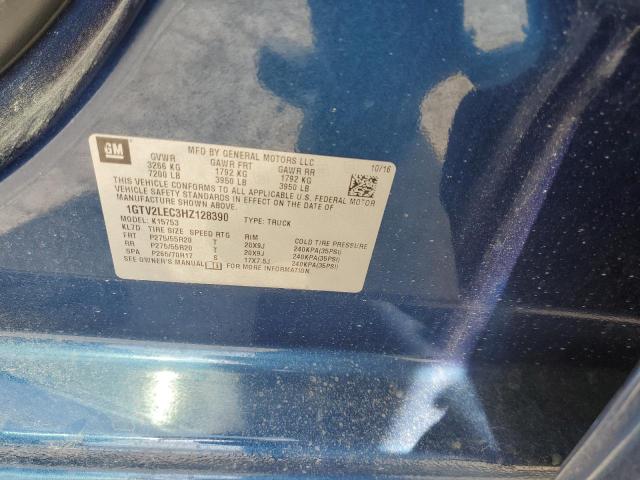 GM
MFD BY GENERAL MOTORS LLC
10/16
GVWR GAWR FRT GAWR RR
3266 KG 1792 KG 1792 KG
7200 LB 3950 LB 3950 LB
THIS VEHICLE CONFORMS TO ALL APPLICABLE U.S. FEDERAL MOTOR
VEHICLE SAFETY STANDARDS IN EFFECT ON THE DATE OF
MANUFACTURE SHOWN ABOVE.
1GTV2LEC3HZ128390 TYPE: TRUCK
MODEL: K15753
KL7D TIRE SIZE SPEED RTG RIM COLD TIRE PRESSURE
FRT P275/55R20 T 20X9J 240KPA(35PSI)
RR P275/55R20 T 20X9J 240KPA(35PSI)
SPA P265/70R17 S 17X7.5J 240KPA(35PSI)
SEE OWNER'S MANUAL FOR MORE INFORMATION.